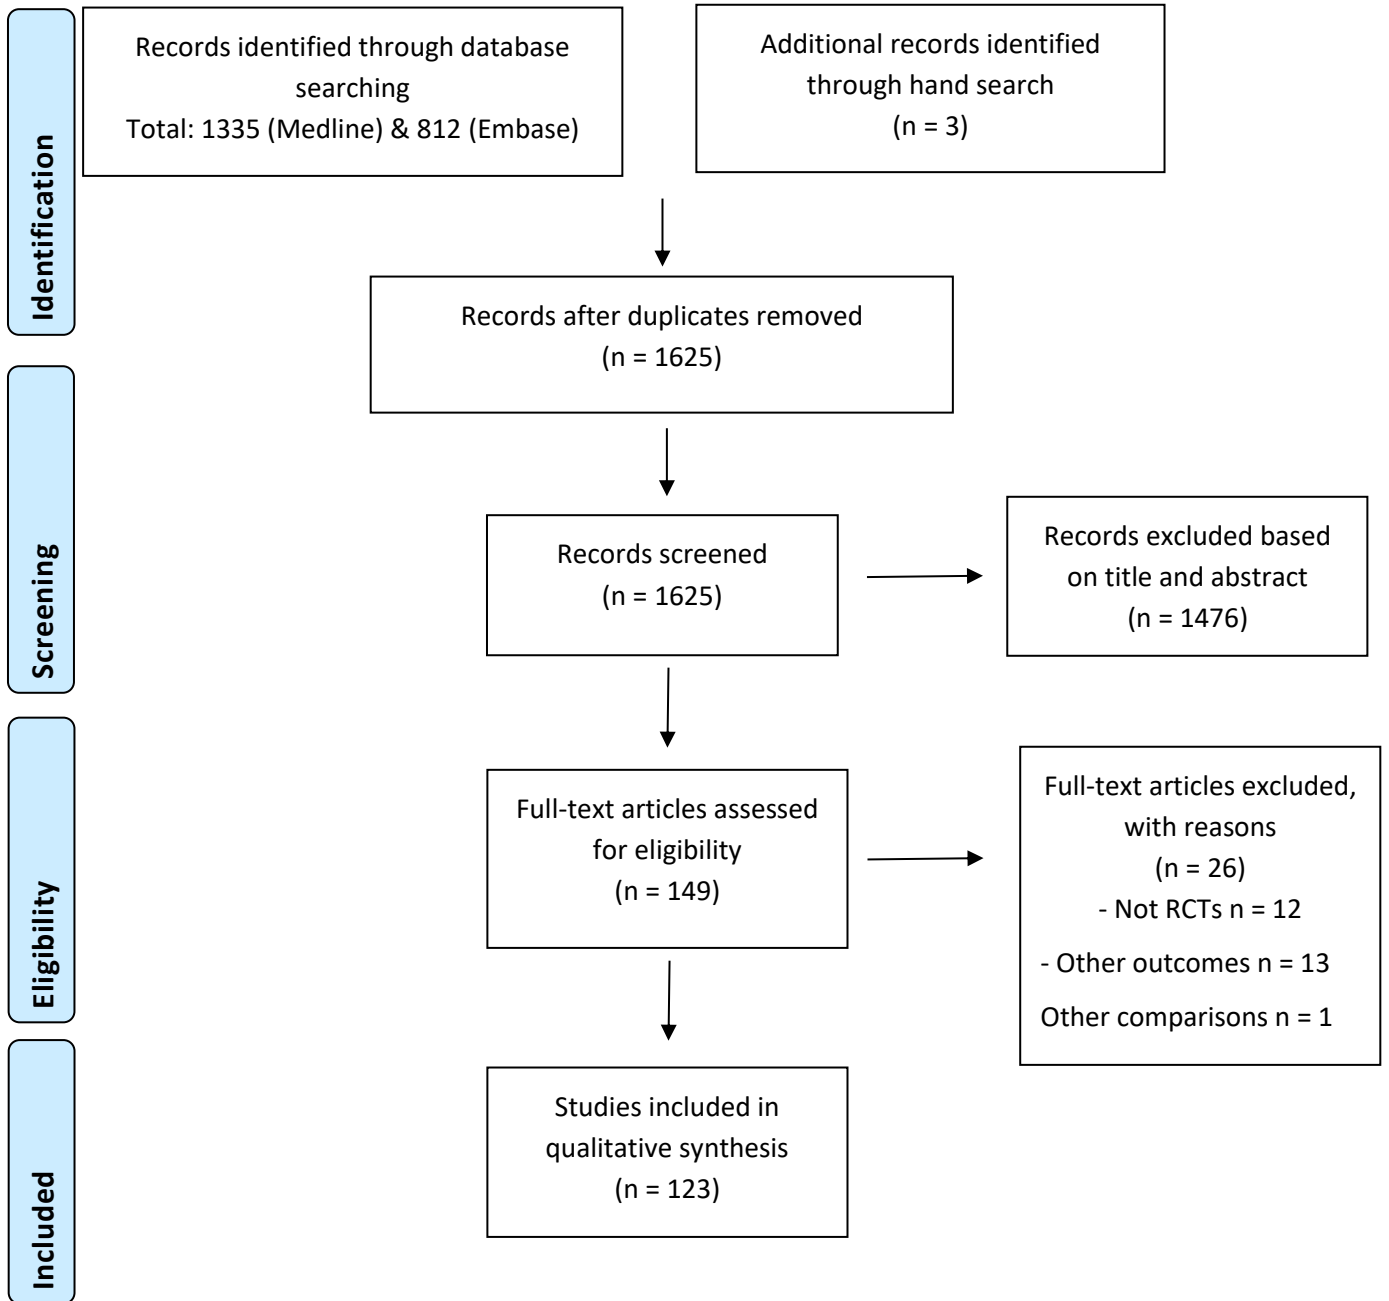 Identification
Records identified through database
searching
Total: 1335 (Medline) & 812 (Embase)
Additional records identified
through hand search
(n = 3)
Records after duplicates removed
(n = 1625)
Screening
Records screened
(n = 1625)
Records excluded based
on title and abstract
(n = 1476)
Eligibility
Full-text articles assessed
for eligibility
(n = 149)
Full-text articles excluded,
with reasons
(n = 26)
- Not RCTs n = 12
- Other outcomes n = 13
Other comparisons n = 1
Included
Studies included in
qualitative synthesis
(n = 123)